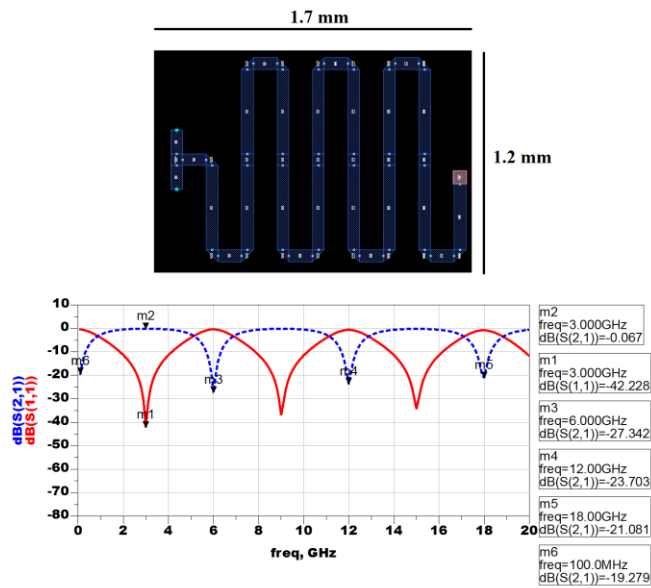 1.7 mm
1.2 mm
10
0
-10
-20
-30
-40
-50
-60
-70
-80
dB(S(2,1))
dB(S(1,1))
m6
m2
m1
m3
m4
m5
0 2 4 6 8 10 12 14 16 18 20
freq, GHz
m2
freq=3.000GHz
dB(S(2,1))=-0.067
m1
freq=3.000GHz
dB(S(1,1))=-42.228
m3
freq=6.000GHz
dB(S(2,1))=-27.342
m4
freq=12.00GHz
dB(S(2,1))=-23.703
m5
freq=18.00GHz
dB(S(2,1))=-21.081
m6
freq=100.0MHz
dB(S(2,1))=-19.279